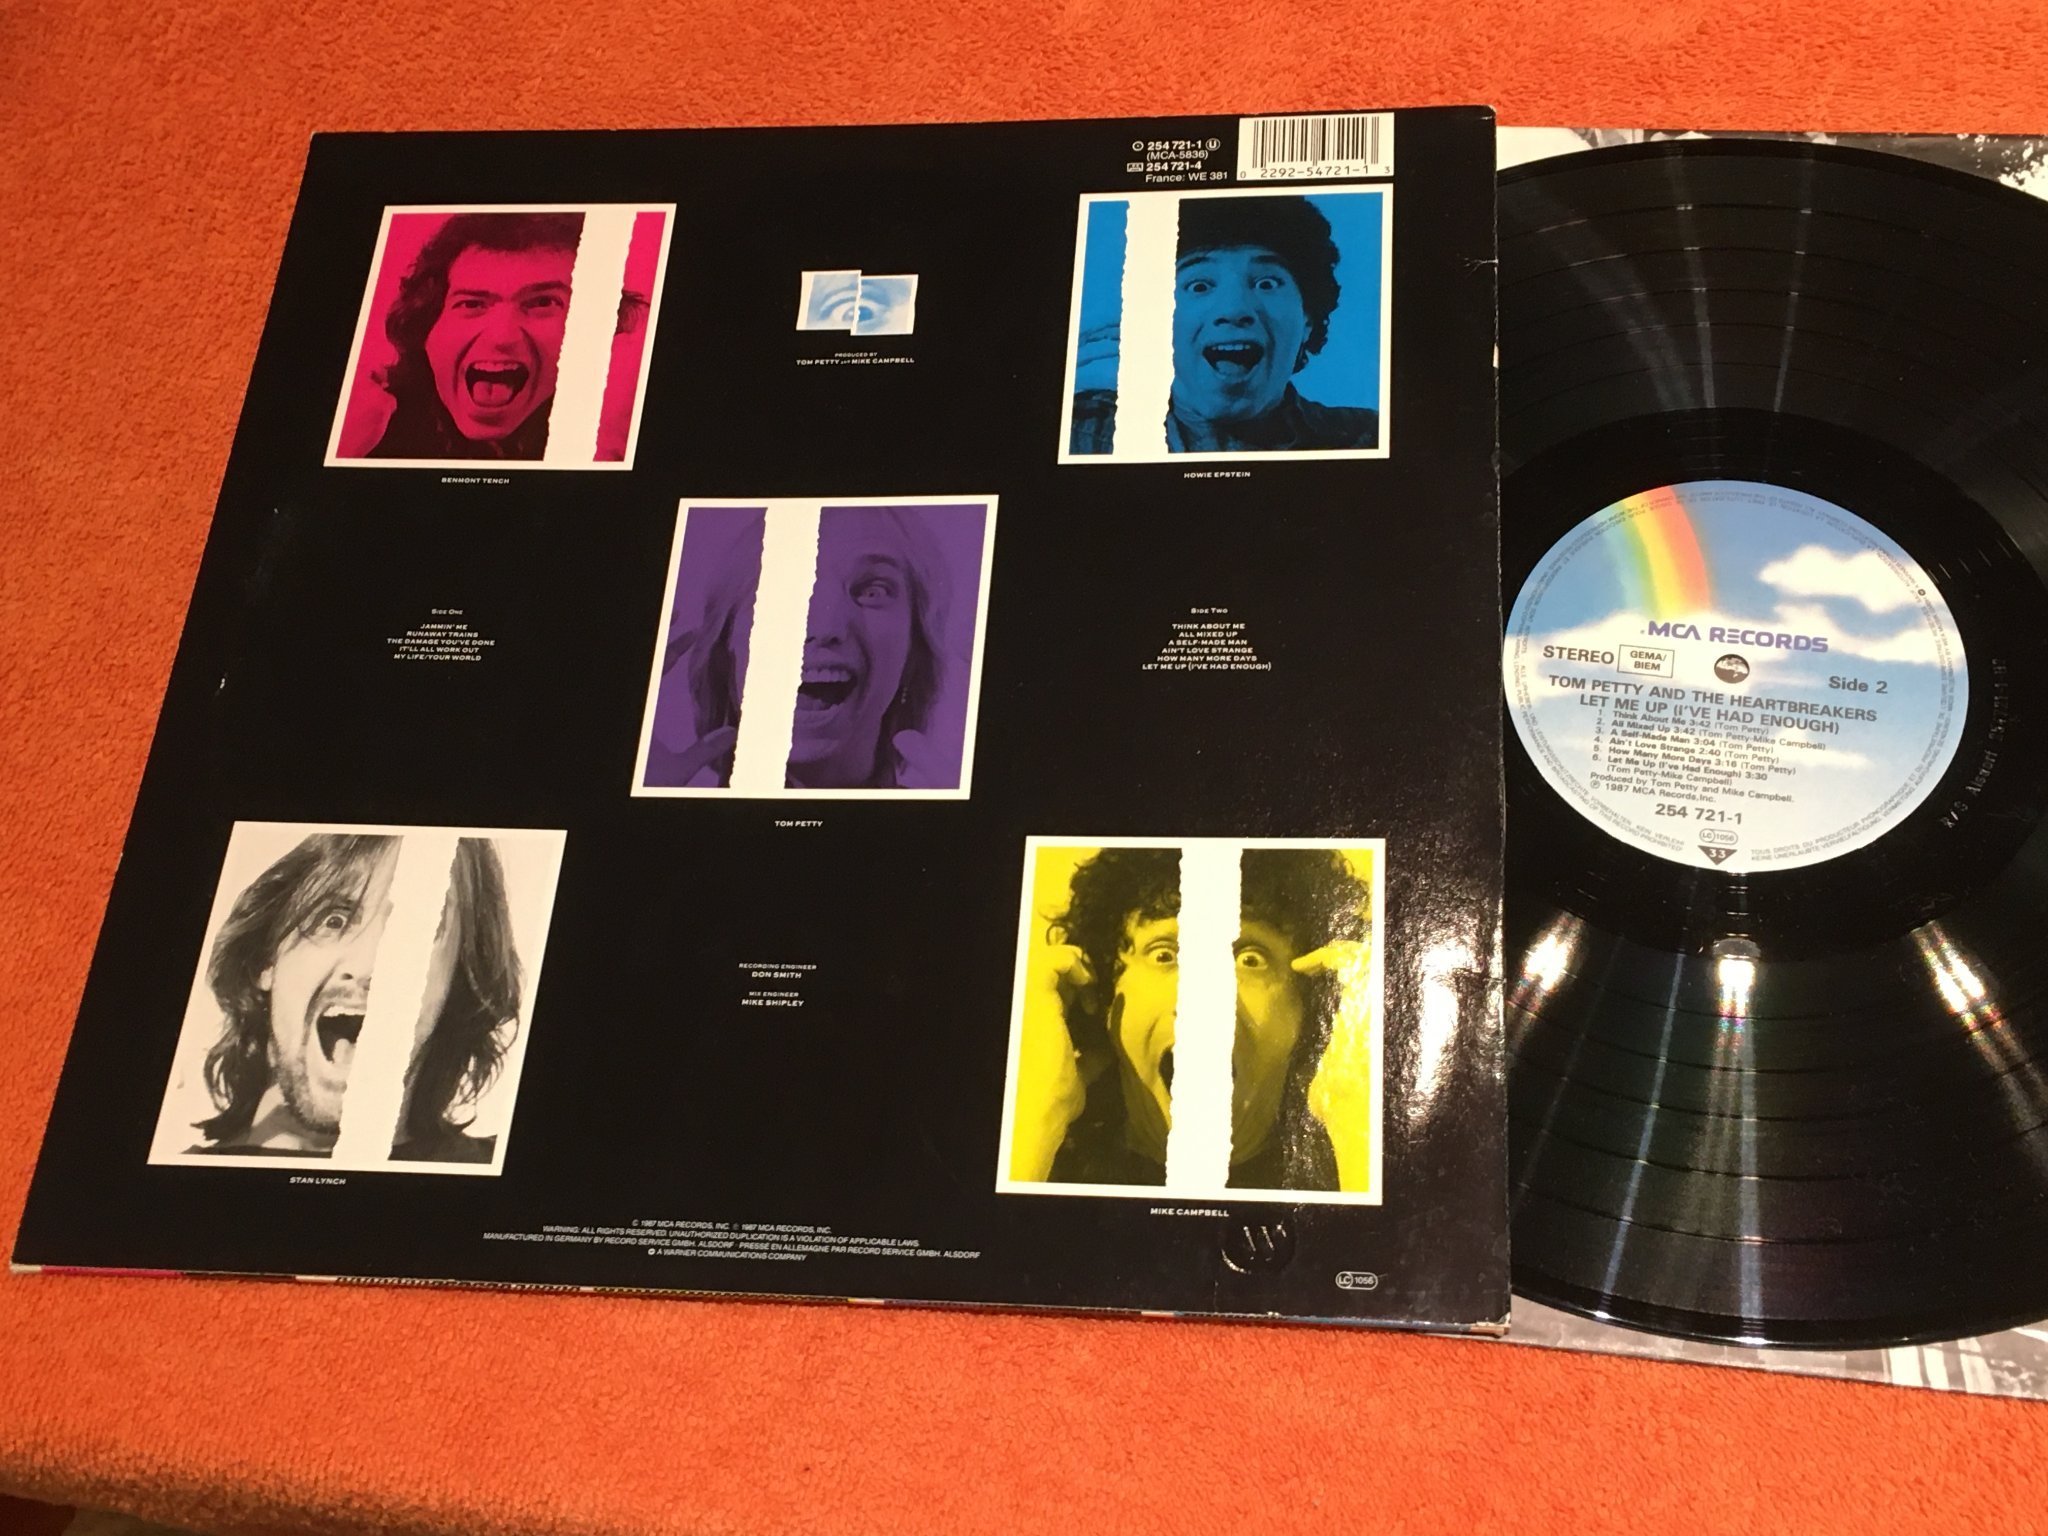 254 721-1 U
(MCA-5836)
254 721-4
France: WE 381
0 2292-54721-1 3
PRODUCED BY
TOM PETTY AND MIKE CAMPBELL
BENMONT TENCH
HOWIE EPSTEIN
SIDE ONE
JAMMIN' ME
RUNAWAY TRAINS
THE DAMAGE YOU'VE DONE
IT'LL ALL WORK OUT
MY LIFE/YOUR WORLD
SIDE TWO
THINK ABOUT ME
ALL MIXED UP
A SELF-MADE MAN
AIN'T LOVE STRANGE
HOW MANY MORE DAYS
LET ME UP (I'VE HAD ENOUGH)
TOM PETTY
RECORDING ENGINEER
DON SMITH
MIX ENGINEER
MIKE SHIPLEY
STAN LYNCH
MIKE CAMPBELL
© 1987 MCA RECORDS, INC. ℗ 1987 MCA RECORDS, INC.
WARNING: ALL RIGHTS RESERVED. UNAUTHORIZED DUPLICATION IS A VIOLATION OF APPLICABLE LAWS.
MANUFACTURED IN GERMANY BY RECORD SERVICE GMBH. ALSDORF · PRESSÉ EN ALLEMAGNE PAR RECORD SERVICE GMBH. ALSDORF
A WARNER COMMUNICATIONS COMPANY
LC 1056
MCA RECORDS
STEREO
GEMA/
BIEM
Side 2
TOM PETTY AND THE HEARTBREAKERS
LET ME UP (I'VE HAD ENOUGH)
1. Think About Me 3:42 (Tom Petty)
2. All Mixed Up 3:42 (Tom Petty-Mike Campbell)
3. A Self-Made Man 3:04 (Tom Petty)
4. Ain't Love Strange 2:40 (Tom Petty)
5. How Many More Days 3:16 (Tom Petty)
6. Let Me Up (I've Had Enough) 3:30
(Tom Petty-Mike Campbell)
Produced by Tom Petty and Mike Campbell.
℗ 1987 MCA Records, Inc.
254 721-1
LC 1056
33
R/S Alsdorf